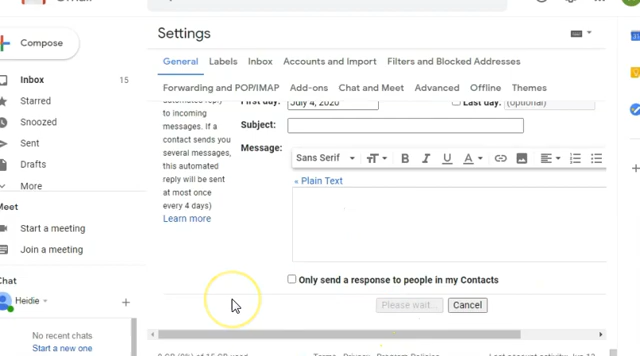 Compose
Settings
General Labels Inbox Accounts and Import Filters and Blocked Addresses
Forwarding and POP/IMAP Add-ons Chat and Meet Advanced Offline Themes
Inbox 15
Starred
Snoozed
Sent
Drafts
More
Meet
Start a meeting
Join a meeting
Chat
Heidie
No recent chats
Start a new one
automated reply
to incoming
messages. If a
contact sends you
several messages,
this automated
reply will be sent
at most once
every 4 days)
Learn more
First day: July 4, 2020 Last day: (optional)
Subject:
Message:
Sans Serif
« Plain Text
Only send a response to people in my Contacts
Please wait... Cancel
Terms Privacy Program Policies